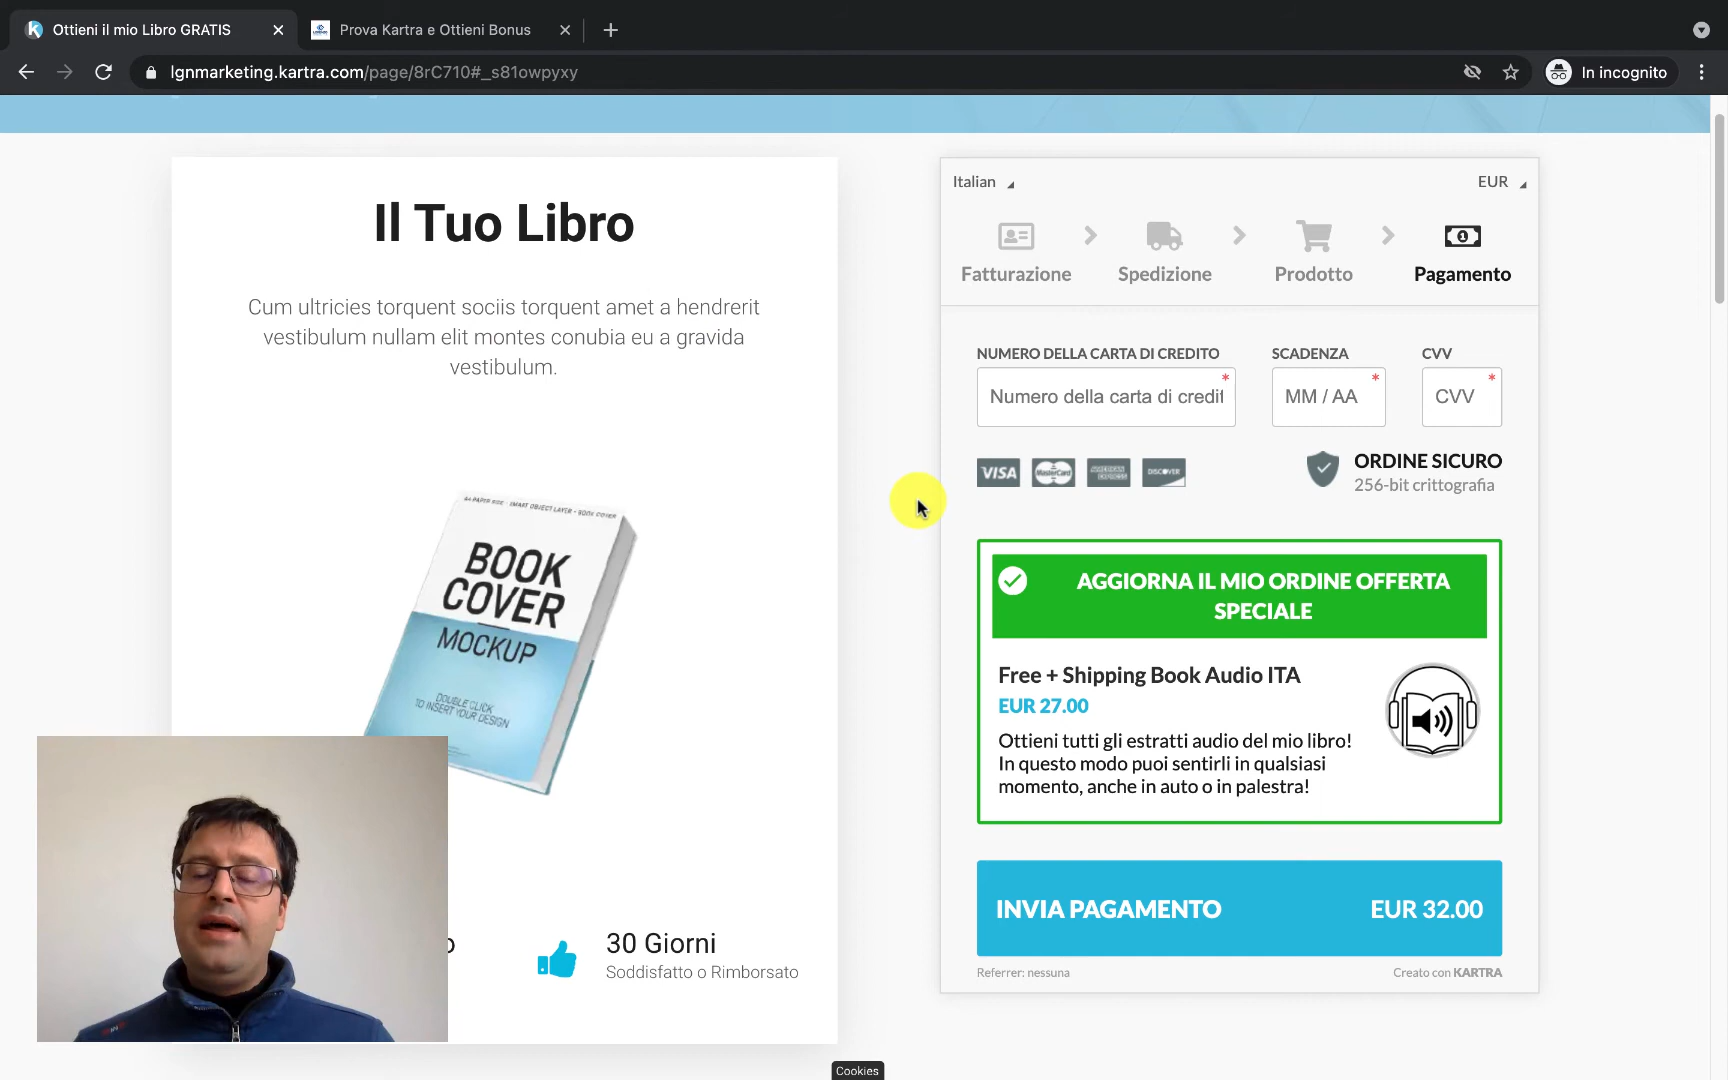 Ottieni il mio Libro GRATIS
Prova Kartra e Ottieni Bonus
lgnmarketing.kartra.com/page/8rC710#_s81owpyxy
In incognito
Il Tuo Libro
Cum ultricies torquent sociis torquent amet a hendrerit
vestibulum nullam elit montes conubia eu a gravida
vestibulum.
BOOK
COVER
MOCKUP
DOUBLE CLICK
TO INSERT YOUR DESIGN
o
30 Giorni
Soddisfatto o Rimborsato
Italian
EUR
Fatturazione
Spedizione
Prodotto
Pagamento
NUMERO DELLA CARTA DI CREDITO
SCADENZA
CVV
Numero della carta di credit
MM / AA
CVV
*
*
*
VISA
MasterCard
AMERICAN EXPRESS
DISCOVER
ORDINE SICURO
256-bit crittografia
AGGIORNA IL MIO ORDINE OFFERTA
SPECIALE
Free + Shipping Book Audio ITA
EUR 27.00
Ottieni tutti gli estratti audio del mio libro!
In questo modo puoi sentirli in qualsiasi
momento, anche in auto o in palestra!
INVIA PAGAMENTO
EUR 32.00
Referrer: nessuna
Creato con KARTRA
Cookies